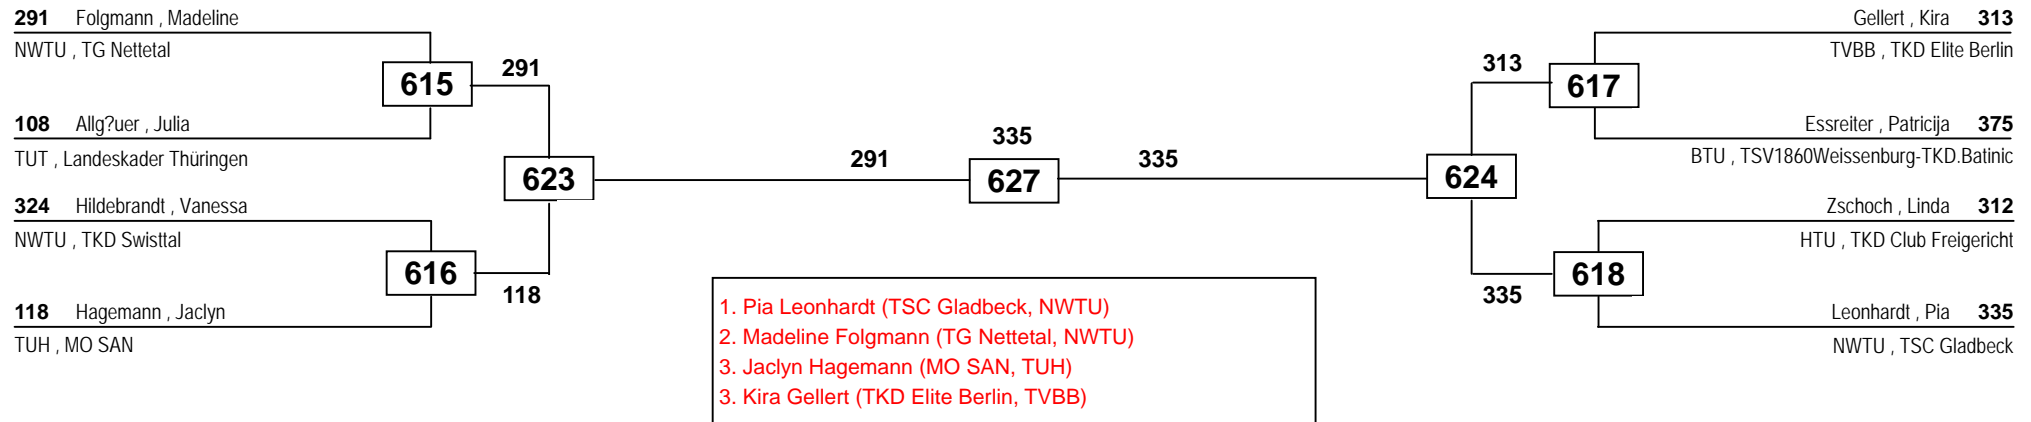 291 Folgmann , Madeline
NWTU , TG Nettetal
615
291
108 Allg?uer , Julia
TUT , Landeskader Thüringen
623
324 Hildebrandt , Vanessa
NWTU , TKD Swisttal
616
118
118 Hagemann , Jaclyn
TUH , MO SAN
291
335
627
335
Gellert , Kira 313
TVBB , TKD Elite Berlin
313
617
Essreiter , Patricija 375
BTU , TSV1860Weissenburg-TKD.Batinic
624
Zschoch , Linda 312
HTU , TKD Club Freigericht
618
335
Leonhardt , Pia 335
NWTU , TSC Gladbeck
1. Pia Leonhardt (TSC Gladbeck, NWTU)
2. Madeline Folgmann (TG Nettetal, NWTU)
3. Jaclyn Hagemann (MO SAN, TUH)
3. Kira Gellert (TKD Elite Berlin, TVBB)